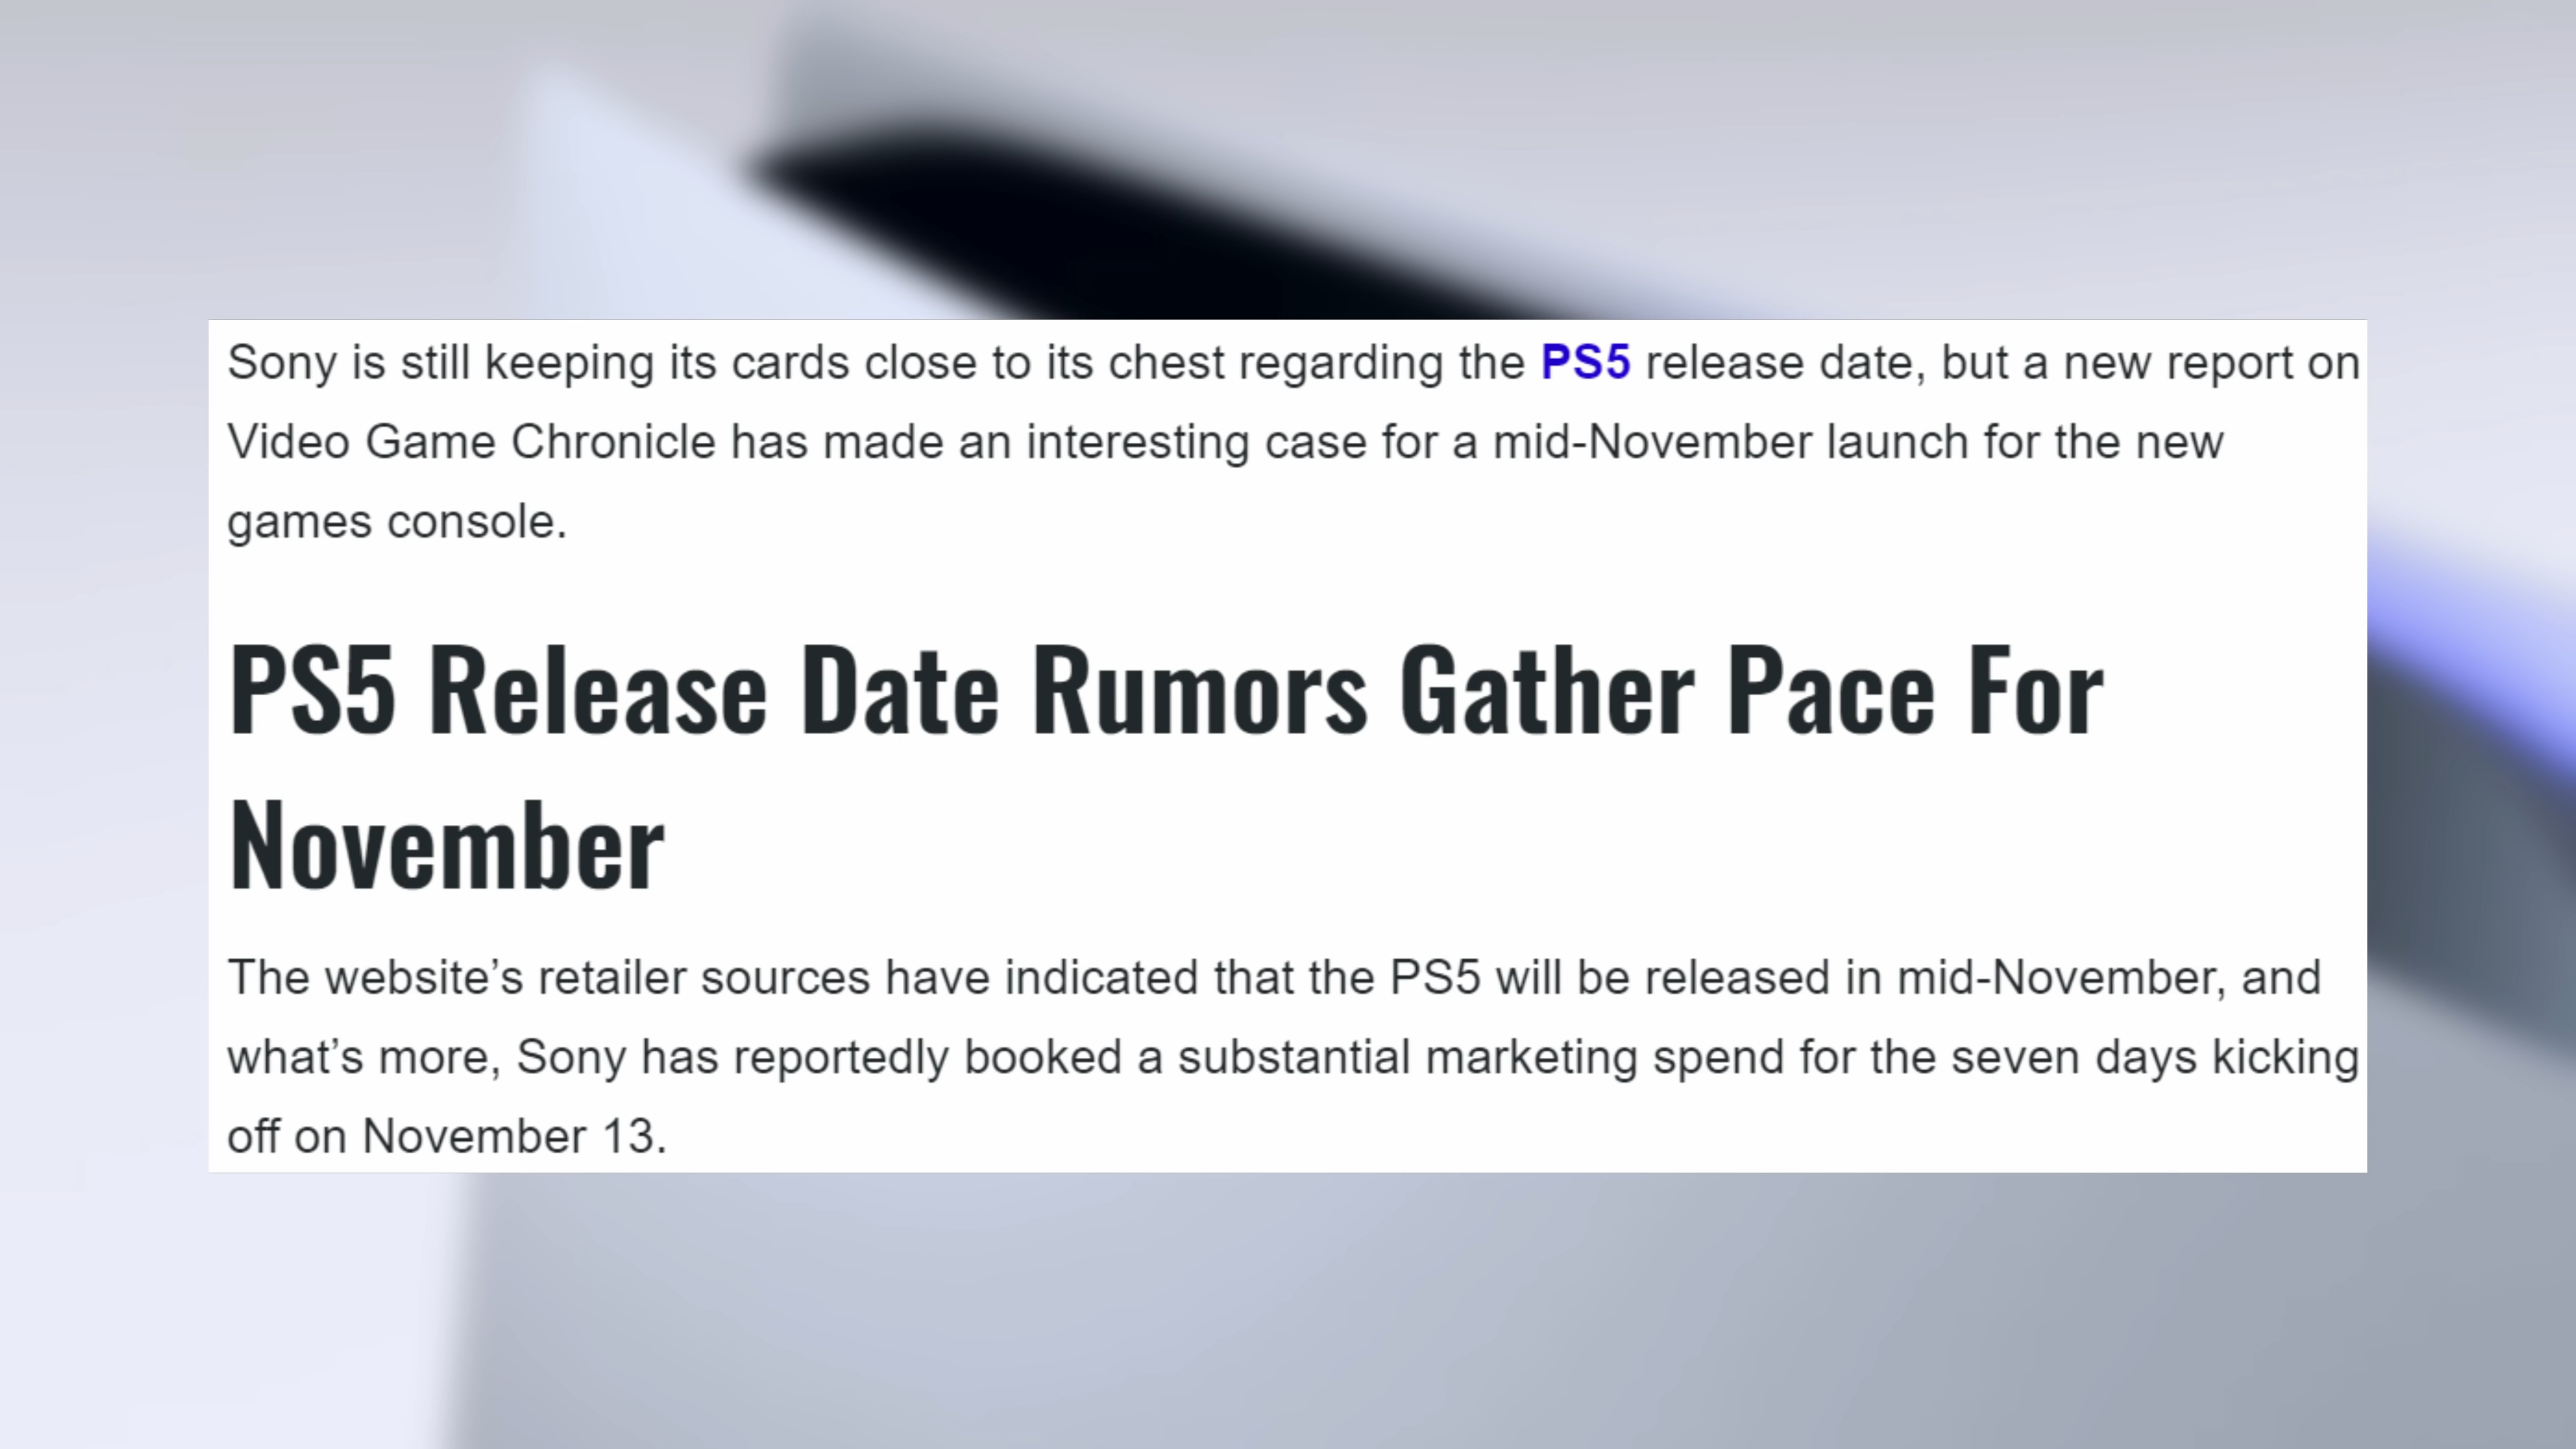 Sony is still keeping its cards close to its chest regarding the PS5 release date, but a new report on
Video Game Chronicle has made an interesting case for a mid-November launch for the new
games console.
PS5 Release Date Rumors Gather Pace For
November
The website’s retailer sources have indicated that the PS5 will be released in mid-November, and
what’s more, Sony has reportedly booked a substantial marketing spend for the seven days kicking
off on November 13.